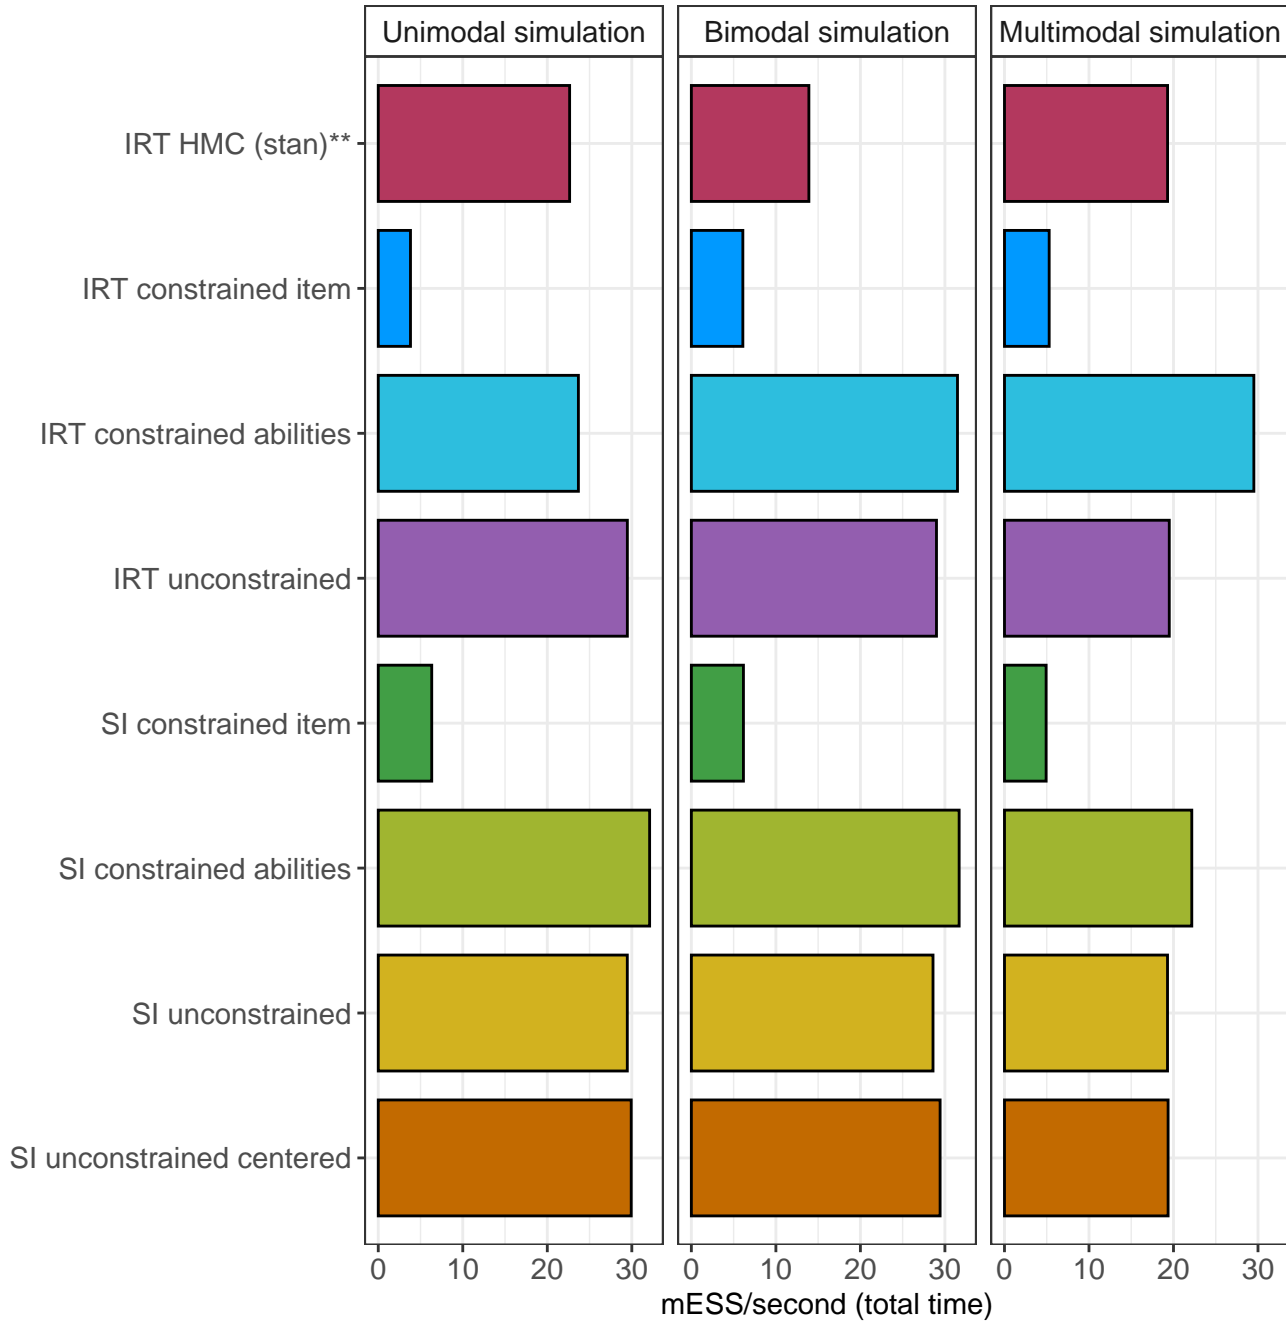 Unimodal simulation
Bimodal simulation
Multimodal simulation
IRT HMC (stan)**
IRT constrained item
IRT constrained abilities
IRT unconstrained
SI constrained item
SI constrained abilities
SI unconstrained
SI unconstrained centered
0 10 20 30
0 10 20 30
0 10 20 30
mESS/second (total time)